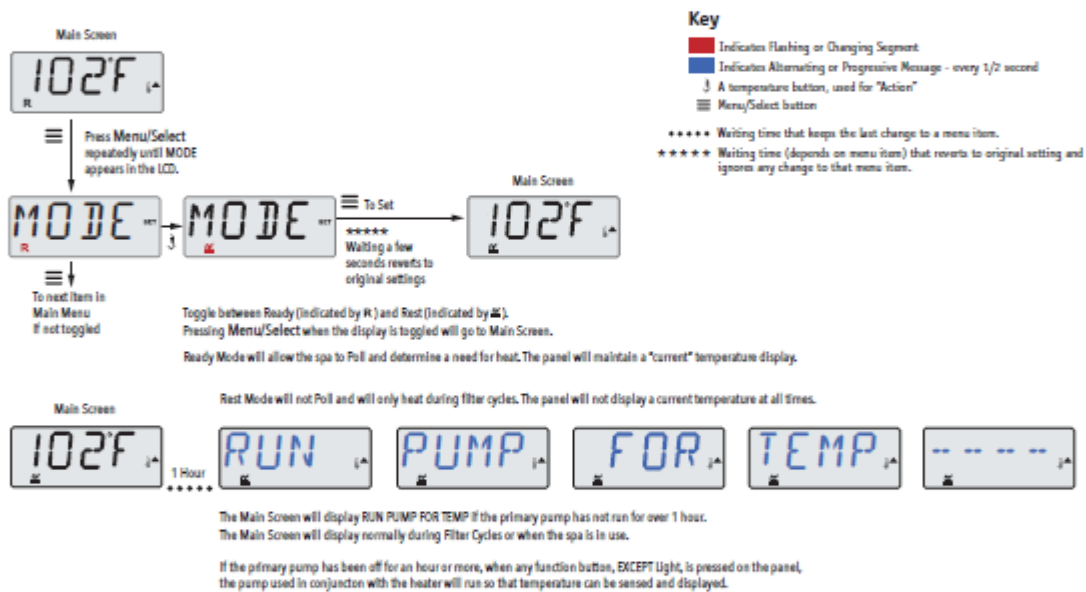 Key
Indicates Flashing or Changing Segment
Indicates Alternating or Progressive Message - every 1/2 second
A temperature button, used for "Action"
Menu/Select button
Waiting time that keeps the last change to a menu item.
Waiting time (depends on menu item) that reverts to original setting and
ignores any change to that menu item.
Main Screen
102°F
R
Press Menu/Select
repeatedly until MODE
appears in the LCD.
MODE SET
R
MODE SET
To Set
*****
Waiting a few
seconds reverts to
original settings
Main Screen
102°F
To next item in
Main Menu
If not toggled
Toggle between Ready (indicated by R ) and Rest (indicated by ).
Pressing Menu/Select when the display is toggled will go to Main Screen.
Ready Mode will allow the spa to Poll and determine a need for heat. The panel will maintain a "current" temperature display.
Rest Mode will not Poll and will only heat during filter cycles. The panel will not display a current temperature at all times.
Main Screen
102°F
1 Hour
RUN
PUMP
FOR
TEMP
-- -- -- --
The Main Screen will display RUN PUMP FOR TEMP if the primary pump has not run for over 1 hour.
The Main Screen will display normally during Filter Cycles or when the spa is in use.
If the primary pump has been off for an hour or more, when any function button, EXCEPT Light, is pressed on the panel,
the pump used in conjuncton with the heater will run so that temperature can be sensed and displayed.